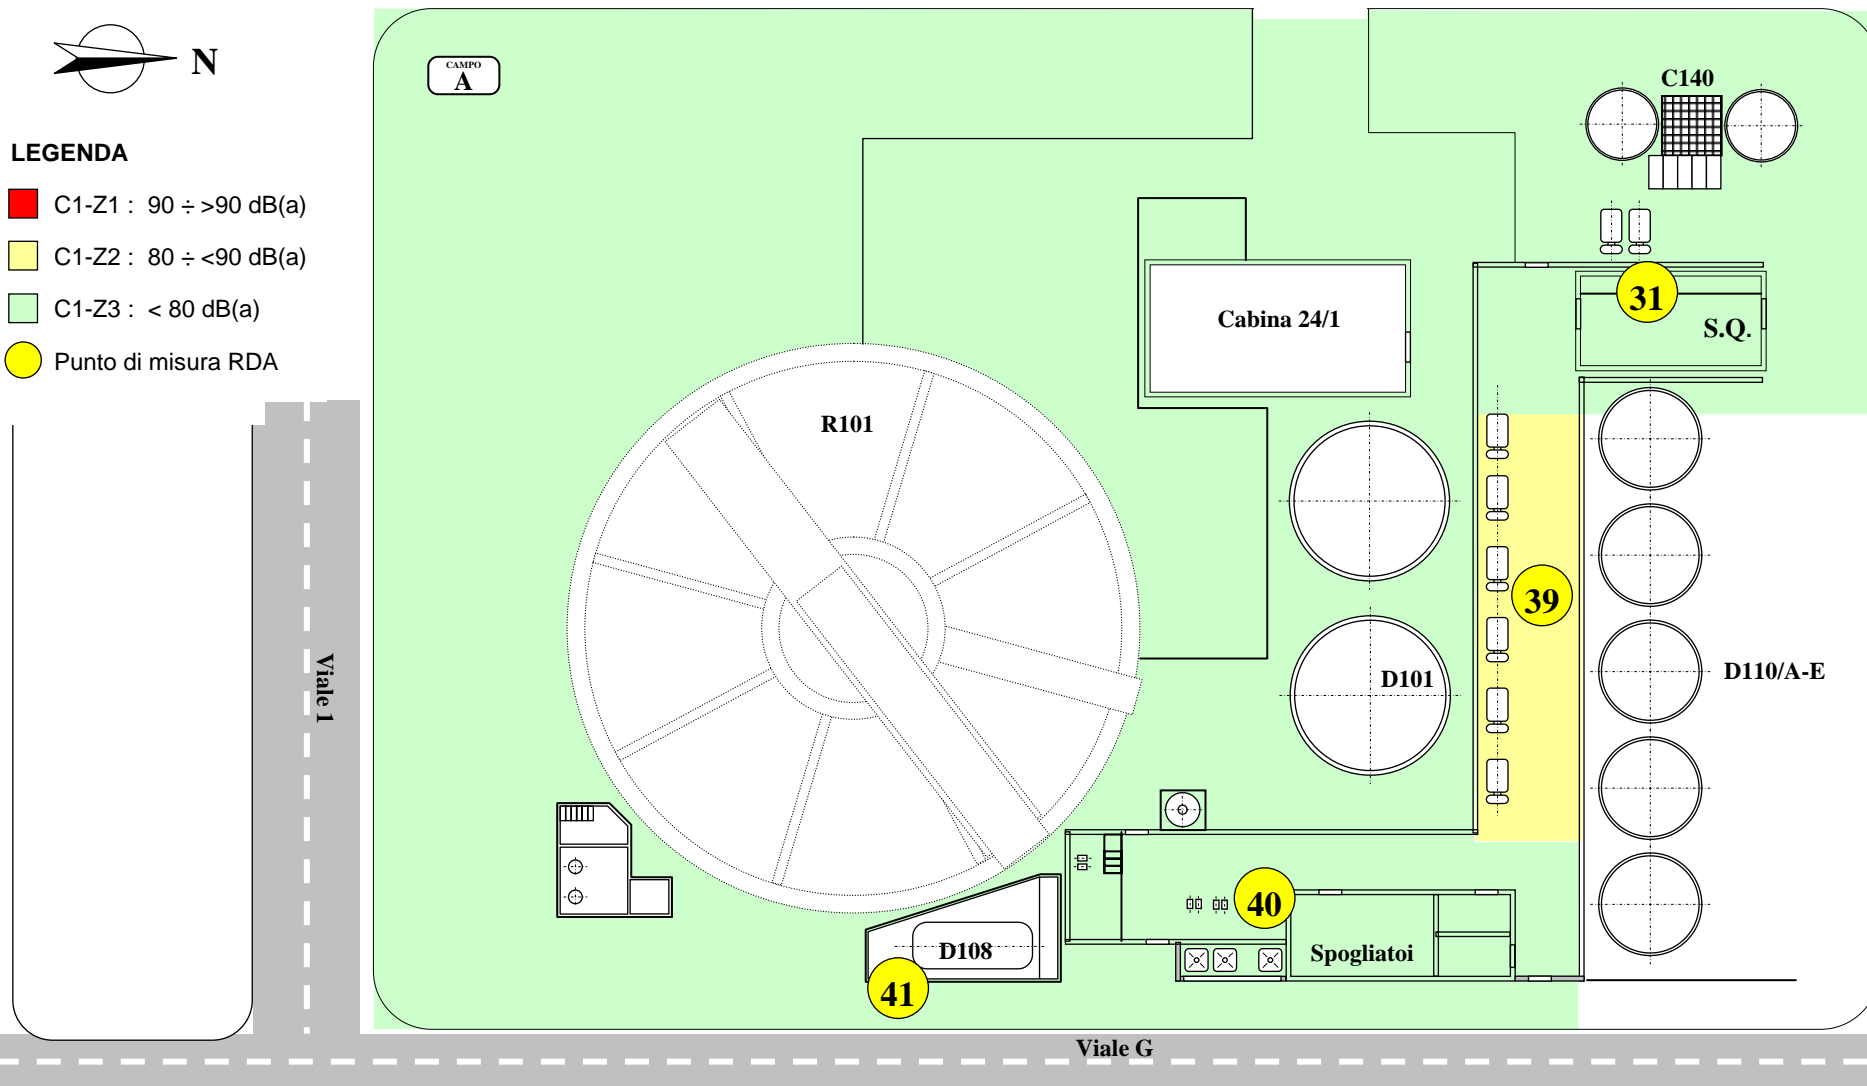 N
CAMPO
A
C140
LEGENDA
C1-Z1 : 90 ÷ >90 dB(a)
C1-Z2 : 80 ÷ <90 dB(a)
C1-Z3 : < 80 dB(a)
Punto di misura RDA
31
S.Q.
Cabina 24/1
R101
39
Viale 1
D101
D110/A-E
40
D108
Spogliatoi
41
Viale G